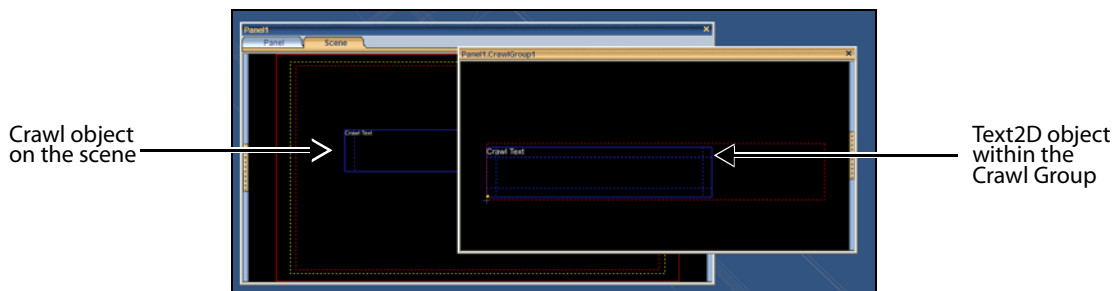 Panel1
Panel
Scene
Panel1.CrawlGroup1
Crawl Text
Crawl Text
Crawl object
on the scene
Text2D object
within the
Crawl Group